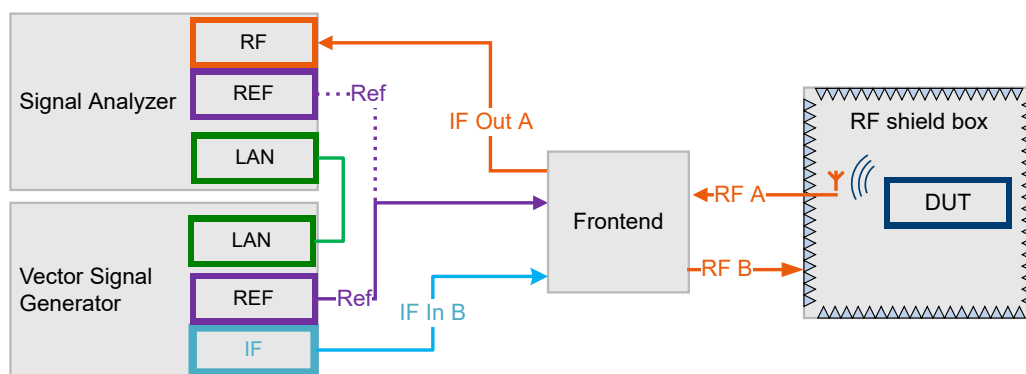 RF
Signal Analyzer
REF
Ref
LAN
IF Out A
RF shield box
RF A
DUT
Frontend
LAN
RF B
Vector Signal
Generator
REF
Ref
IF In B
IF